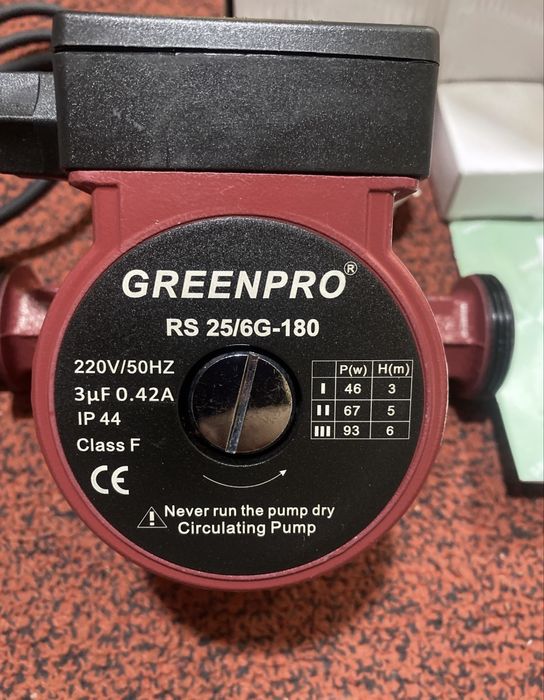 GREENPRO®
RS 25/6G-180
220V/50HZ
3µF 0.42A
IP 44
Class F
CE
P(w) H(m)
I 46 3
II 67 5
III 93 6
Never run the pump dry
Circulating Pump